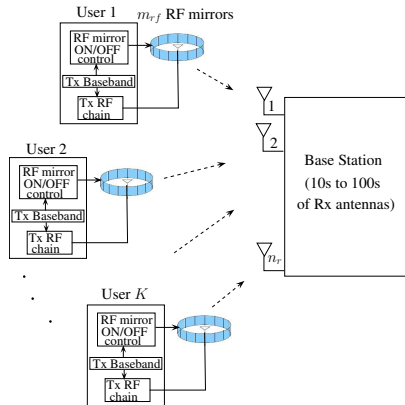 User 1
m_{rf} RF mirrors
RF mirror
ON/OFF
control
Tx Baseband
Tx RF
chain
User 2
RF mirror
ON/OFF
control
Tx Baseband
Tx RF
chain
User K
RF mirror
ON/OFF
control
Tx Baseband
Tx RF
chain
1
2
n_r
Base Station
(10s to 100s
of Rx antennas)